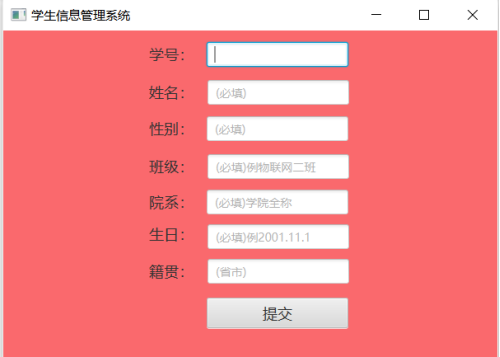 学生信息管理系统
学号：
姓名： (必填)
性别： (必填)
班级： (必填)例物联网二班
院系： (必填)学院全称
生日： (必填)例2001.11.1
籍贯： (省市)
提交